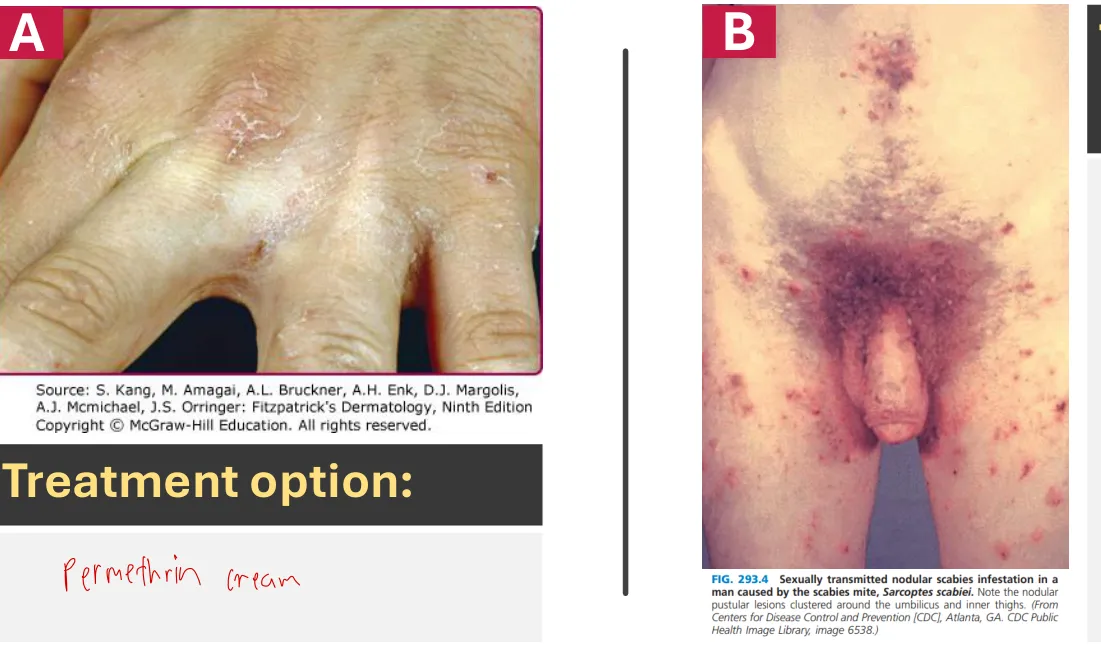 A
Source: S. Kang, M. Amagai, A.L. Bruckner, A.H. Enk, D.J. Margolis,
A.J. Mcmichael, J.S. Orringer: Fitzpatrick's Dermatology, Ninth Edition
Copyright © McGraw-Hill Education. All rights reserved.
Treatment option:
Permethrin cream
B
FIG. 293.4 Sexually transmitted nodular scabies infestation in a
man caused by the scabies mite, Sarcoptes scabiei. Note the nodular
pustular lesions clustered around the umbilicus and inner thighs. (From
Centers for Disease Control and Prevention [CDC], Atlanta, GA. CDC Public
Health Image Library, image 6538.)